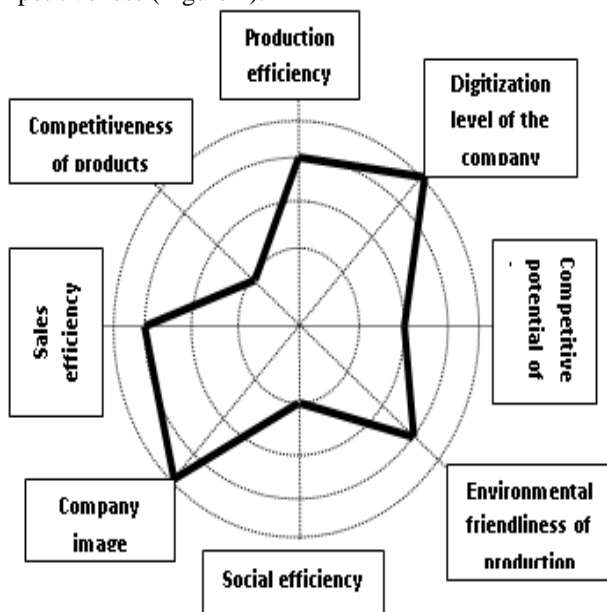 Production
efficiency
Digitization
level of the
company
Competitiveness
of products
Competitive
potential of
Sales
efficiency
Environmental
friendliness of
production
Company
image
Social efficiency